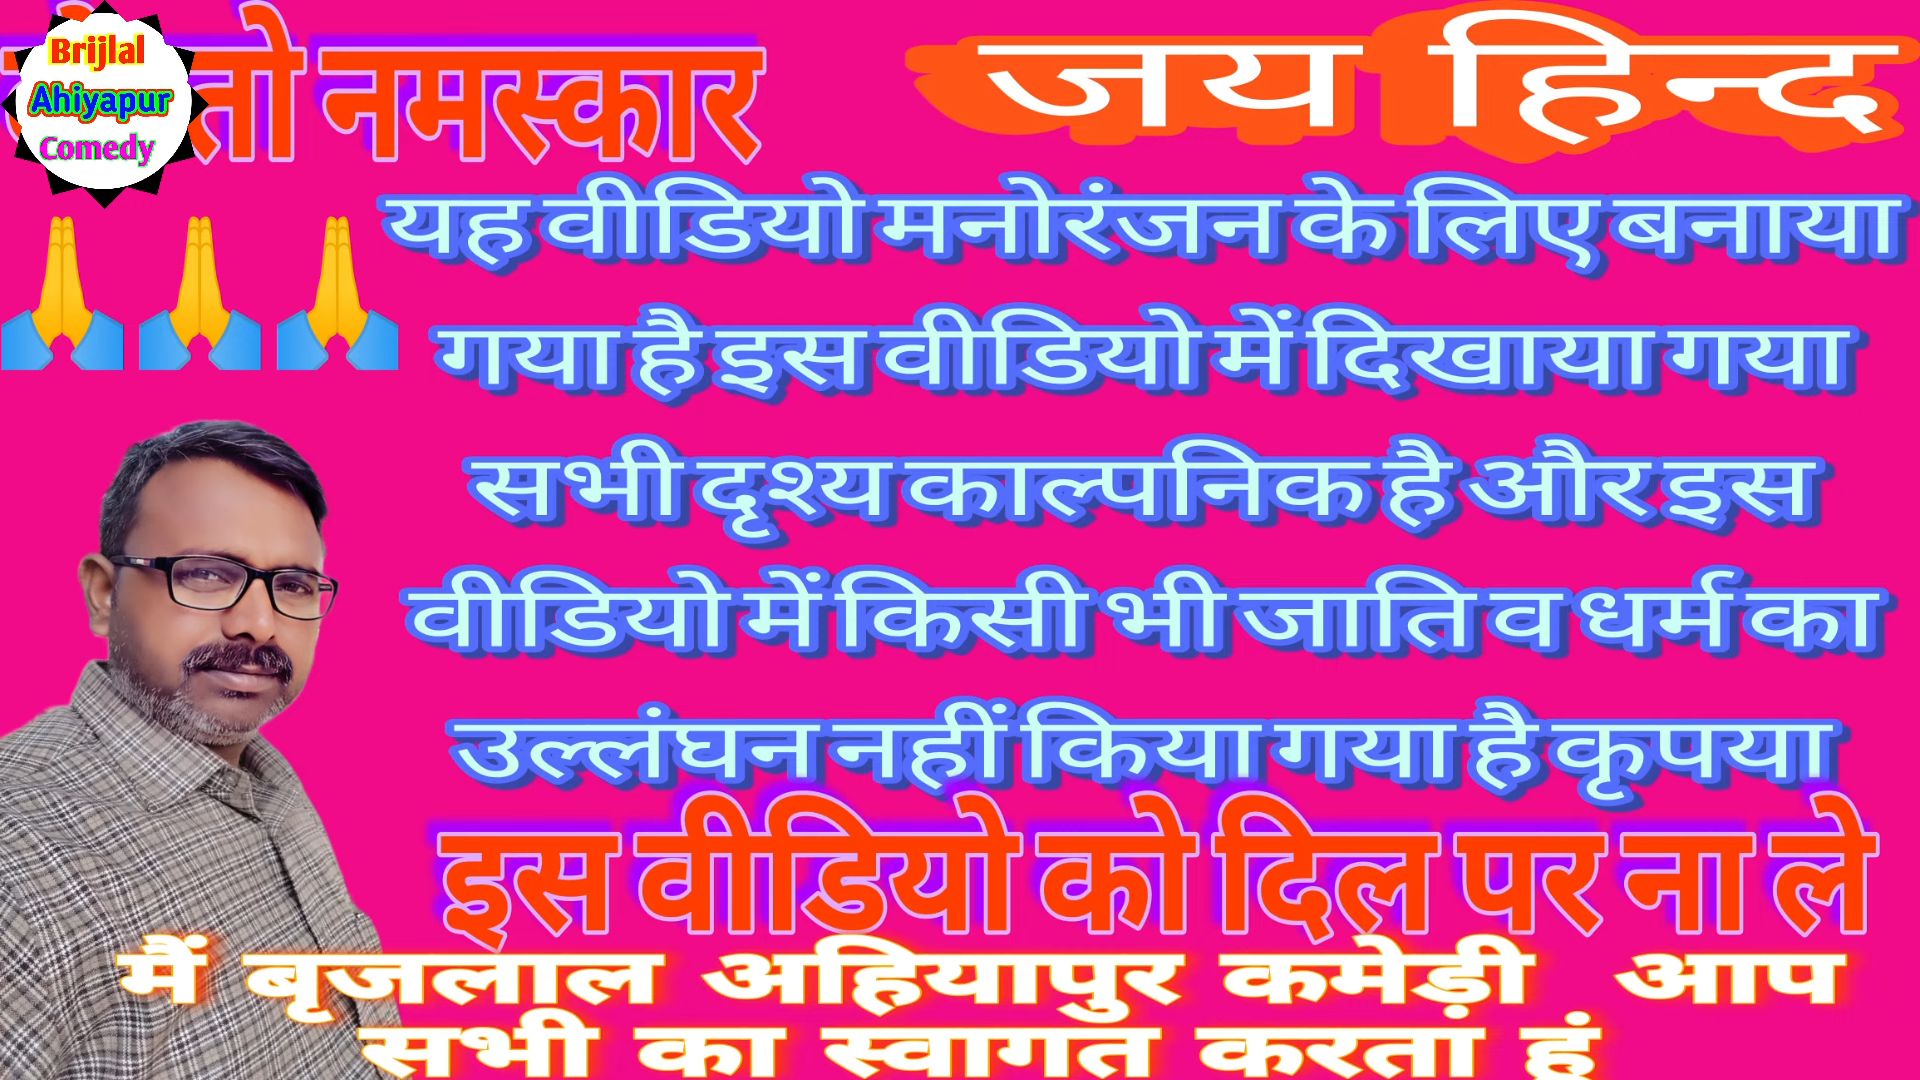 Brijlal
Ahiyapur
Comedy
नमस्कार
जय हिन्द
यह वीडियो मनोरंजन के लिए बनाया
गया है इस वीडियो में दिखाया गया
सभी दृश्य काल्पनिक है और इस
वीडियो में किसी भी जाति व धर्म का
उल्लंघन नहीं किया गया है कृपया
इस वीडियो को दिल पर ना ले
मैं बृजलाल अहियापुर कमेड़ी आप
सभी का स्वागत करता हूं